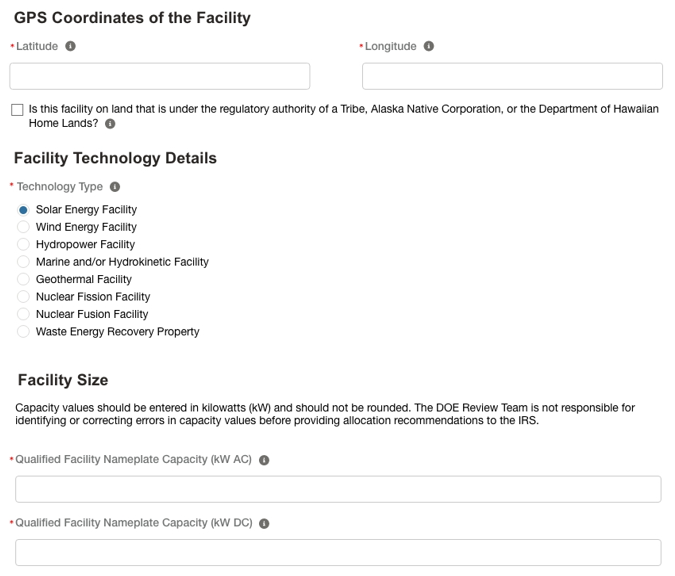 GPS Coordinates of the Facility
* Latitude
* Longitude
Is this facility on land that is under the regulatory authority of a Tribe, Alaska Native Corporation, or the Department of Hawaiian
Home Lands?
Facility Technology Details
* Technology Type
Solar Energy Facility
Wind Energy Facility
Hydropower Facility
Marine and/or Hydrokinetic Facility
Geothermal Facility
Nuclear Fission Facility
Nuclear Fusion Facility
Waste Energy Recovery Property
Facility Size
Capacity values should be entered in kilowatts (kW) and should not be rounded. The DOE Review Team is not responsible for
identifying or correcting errors in capacity values before providing allocation recommendations to the IRS.
* Qualified Facility Nameplate Capacity (kW AC)
* Qualified Facility Nameplate Capacity (kW DC)